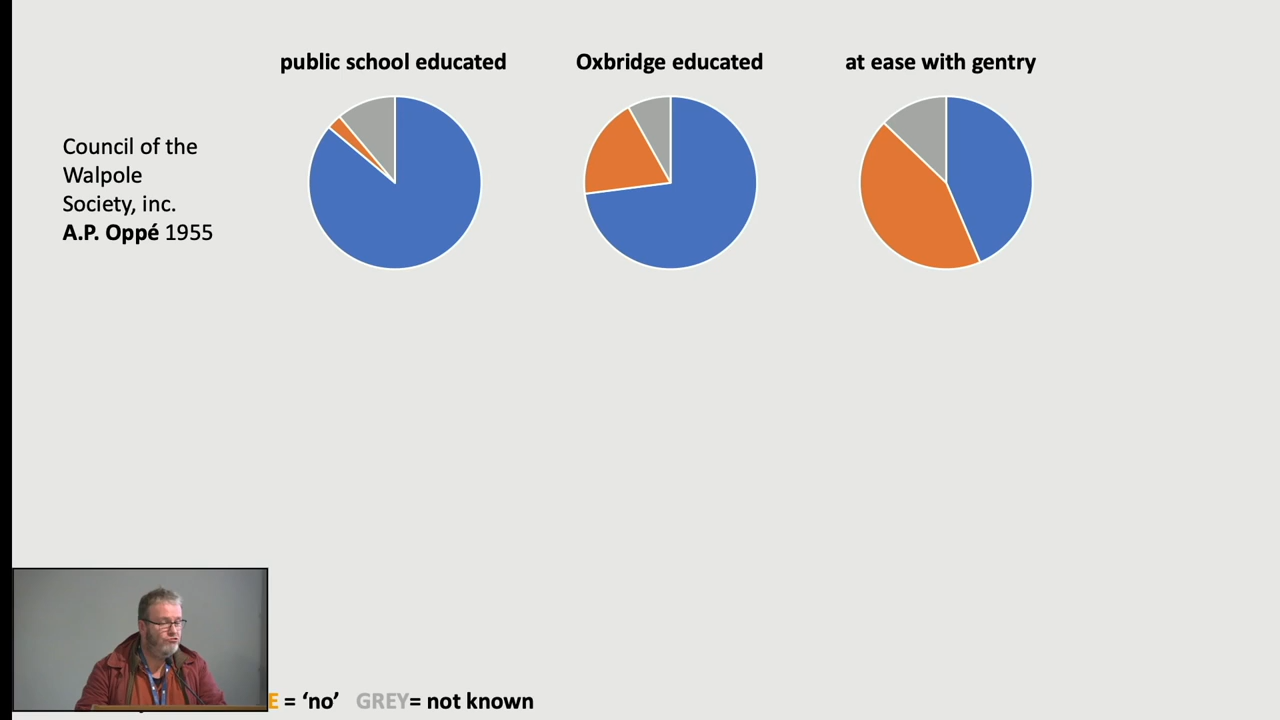 public school educated
Oxbridge educated
at ease with gentry
Council of the
Walpole
Society, inc.
A.P. Oppé 1955
E = ‘no’ GREY= not known